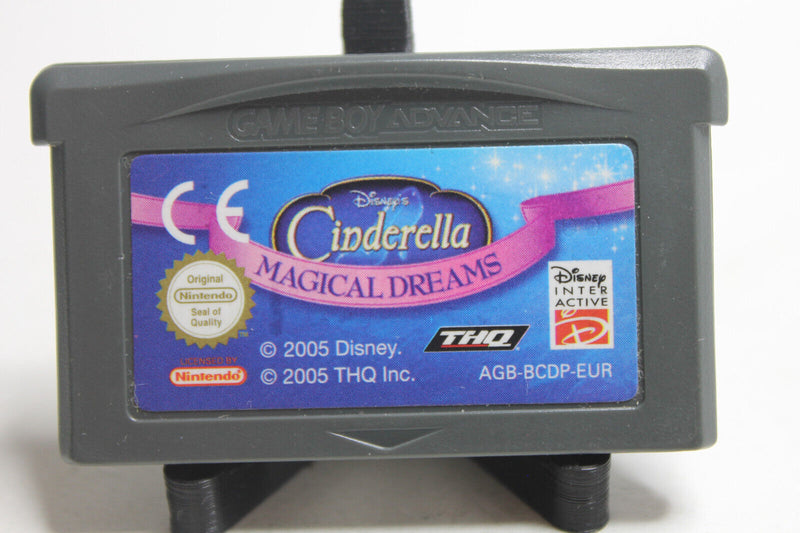 GAME BOY ADVANCE
CE
Disney's
Cinderella
MAGICAL DREAMS
Original
Nintendo
Seal of
Quality
LICENSED BY
Nintendo
© 2005 Disney.
© 2005 THQ Inc.
THQ
Disney
INTER
ACTIVE
D
AGB-BCDP-EUR